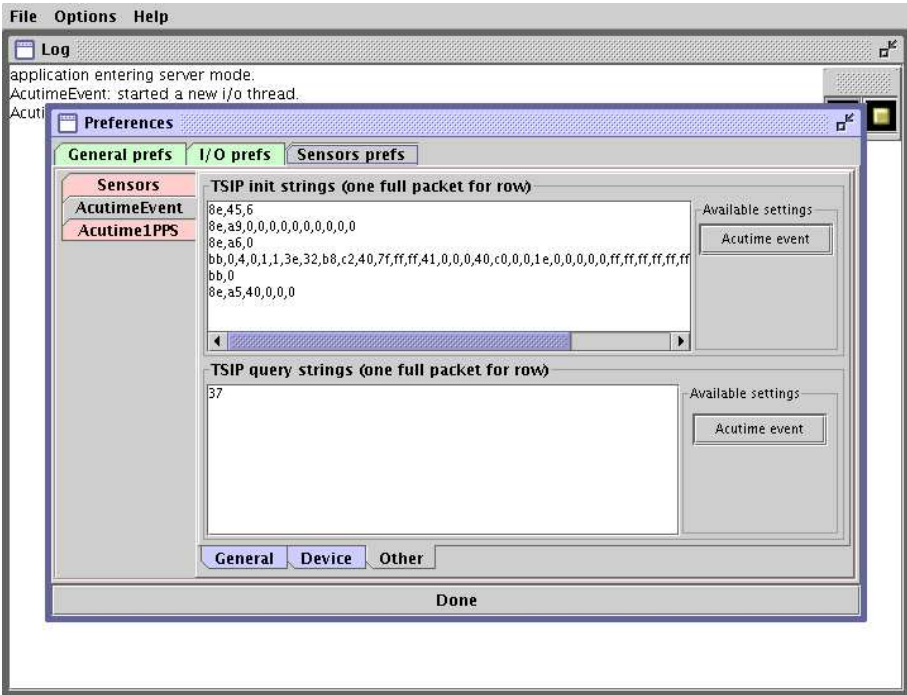 File Options Help
Log
application entering server mode.
AcutimeEvent: started a new i/o thread.
Acuti
Preferences
General prefs I/O prefs Sensors prefs
Sensors
AcutimeEvent
Acutime1PPS
TSIP init strings (one full packet for row)
8e,45,6
8e,a9,0,0,0,0,0,0,0,0,0,0
8e,a6,0
bb,0,4,0,1,1,3e,32,b8,c2,40,7f,ff,ff,41,0,0,0,40,c0,0,0,1e,0,0,0,0,0,ff,ff,ff,ff,ff,ff
bb,0
8e,a5,40,0,0,0
Available settings
Acutime event
TSIP query strings (one full packet for row)
37
Available settings
Acutime event
General Device Other
Done